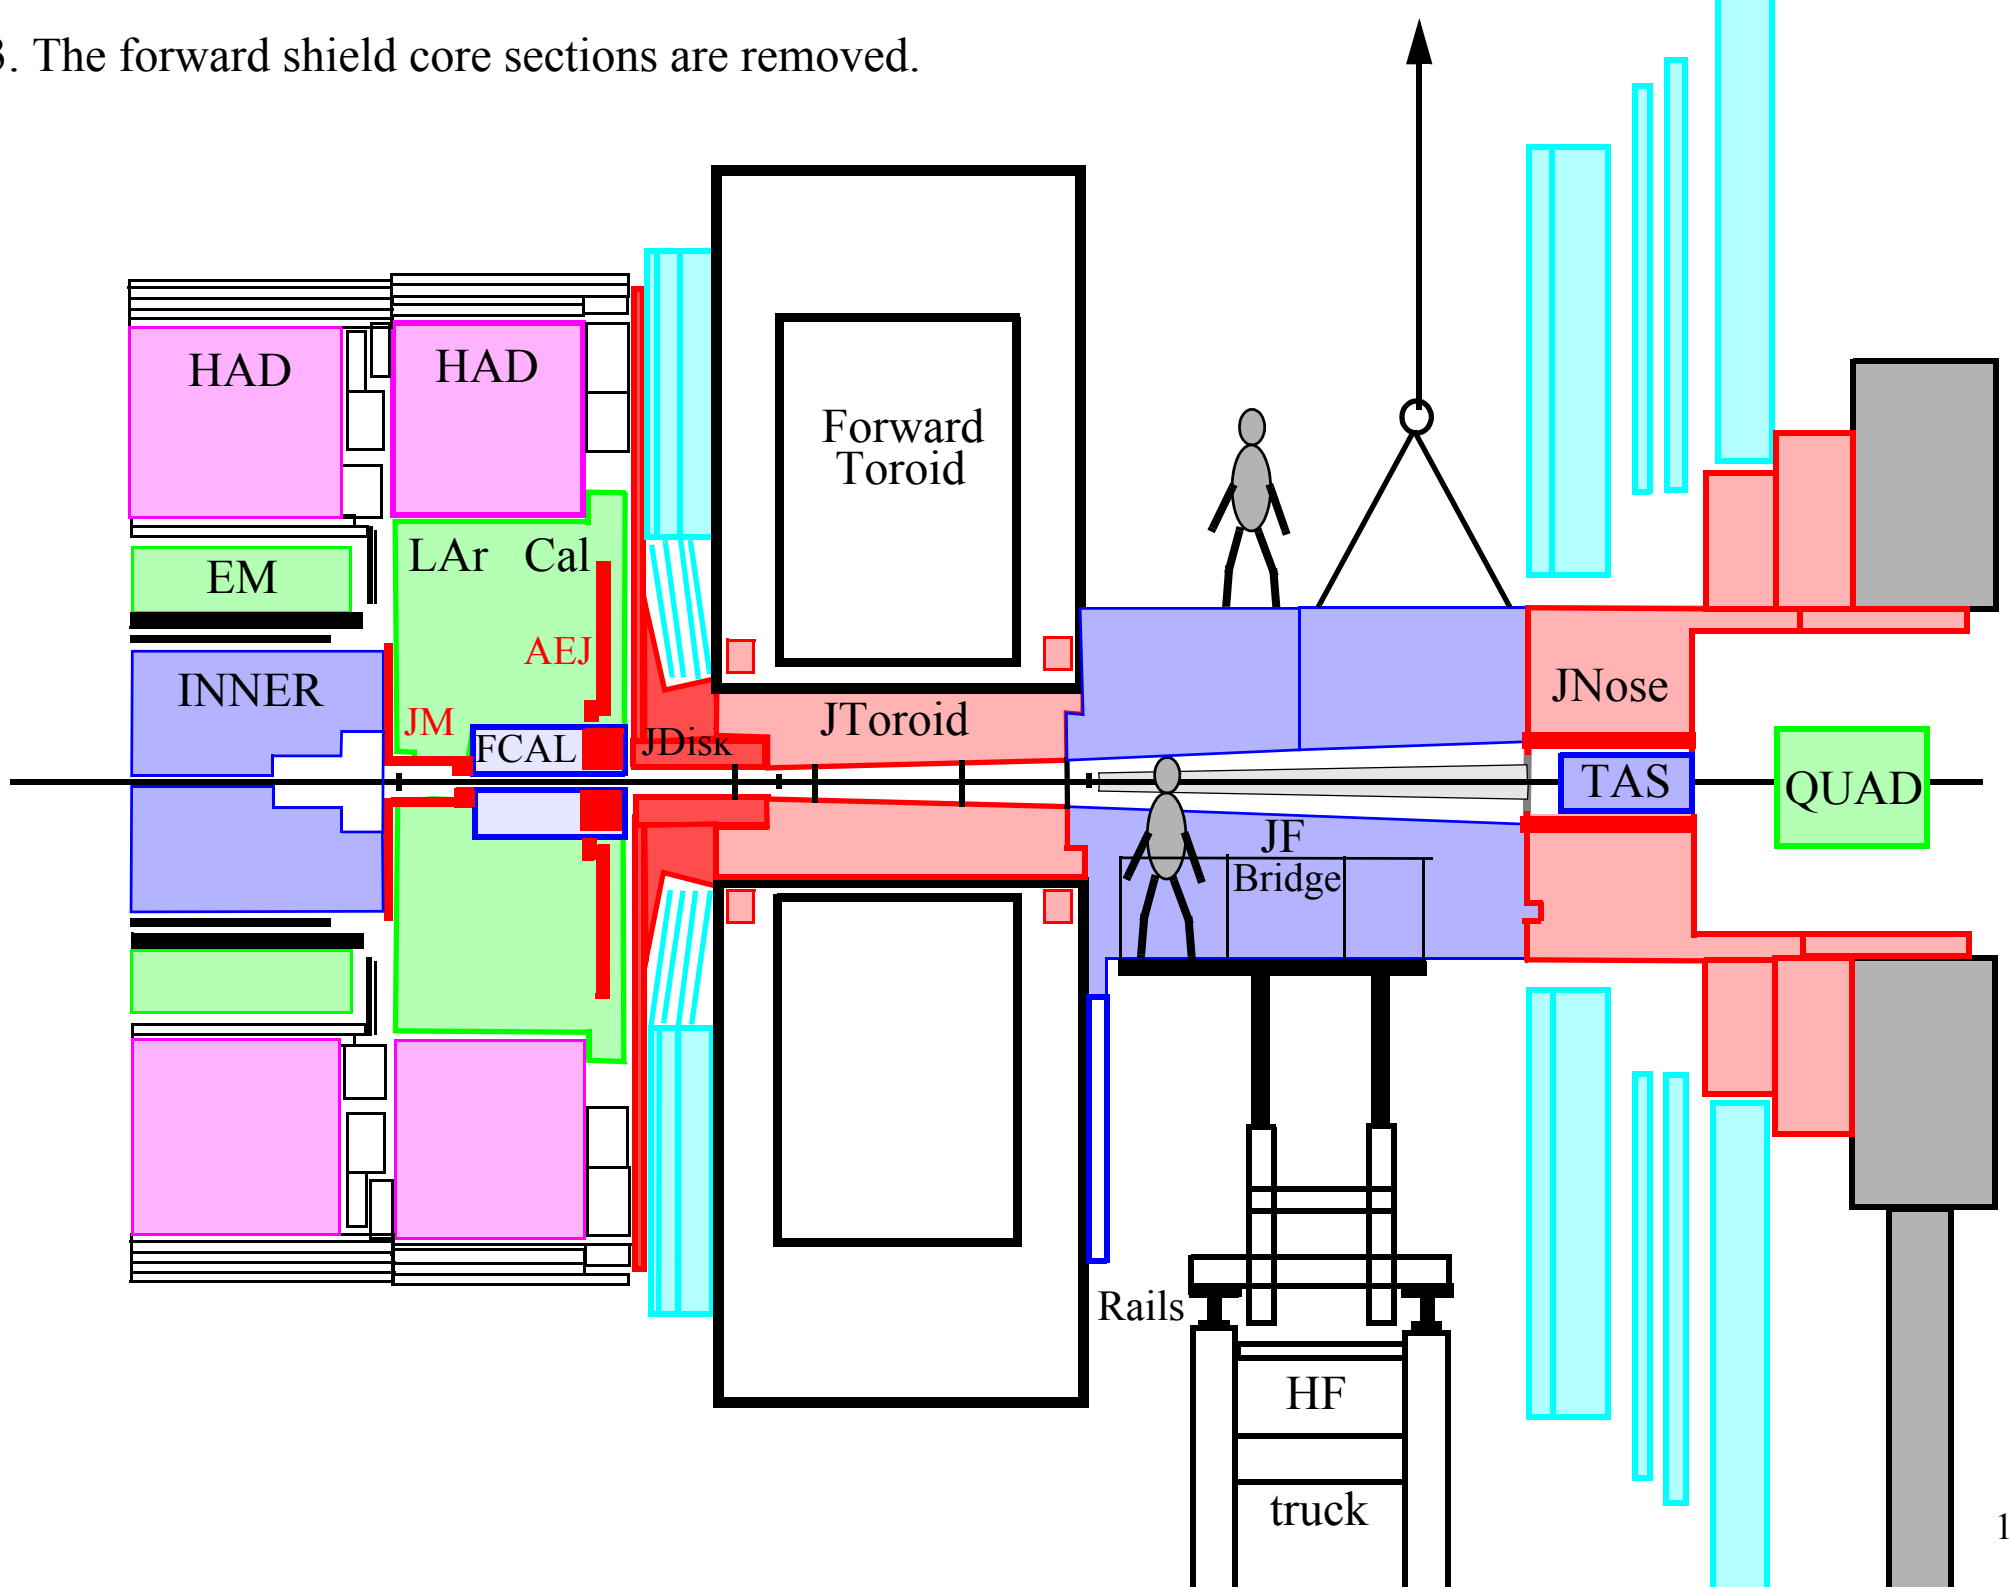 3. The forward shield core sections are removed.
HAD
HAD
Forward
Toroid
LAr Cal
EM
AEJ
INNER
JM
FCAL
JDisk
JToroid
JNose
TAS
QUAD
JF
Bridge
Rails
HF
truck
1